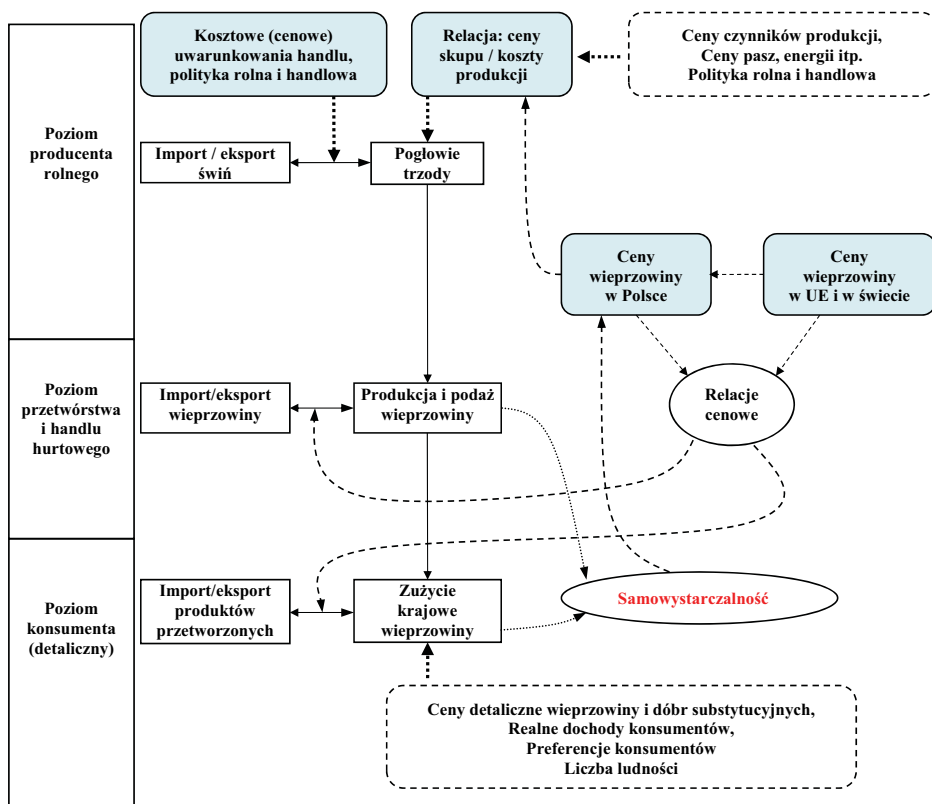 Kosztowe (cenowe)
uwarunkowania handlu,
polityka rolna i handlowa
Relacja: ceny
skupu / koszty
produkcji
Ceny czynników produkcji,
Ceny pasz, energii itp.
Polityka rolna i handlowa
Poziom
producenta
rolnego
Import / eksport
świń
Pogłowie
trzody
Ceny
wieprzowiny
w Polsce
Ceny
wieprzowiny
w UE i w świecie
Poziom
przetwórstwa
i handlu
hurtowego
Import/eksport
wieprzowiny
Produkcja i podaż
wieprzowiny
Relacje
cenowe
Poziom
konsumenta
(detaliczny)
Import/eksport
produktów
przetworzonych
Zużycie
krajowe
wieprzowiny
Samowystarczalność
Ceny detaliczne wieprzowiny i dóbr substytucyjnych,
Realne dochody konsumentów,
Preferencje konsumentów
Liczba ludności